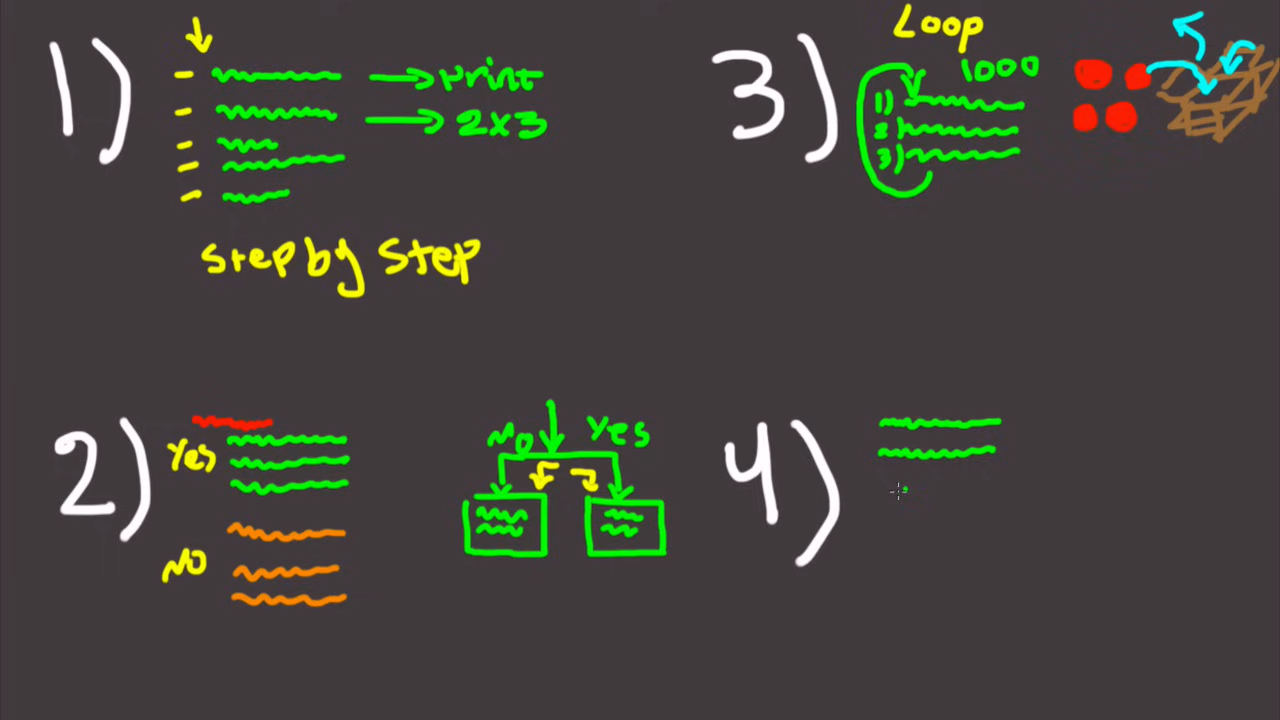 1)
print
2x3
step by step
2)
Yes
NO
NO
Yes
3)
Loop
1000
1)
2)
3)
4)